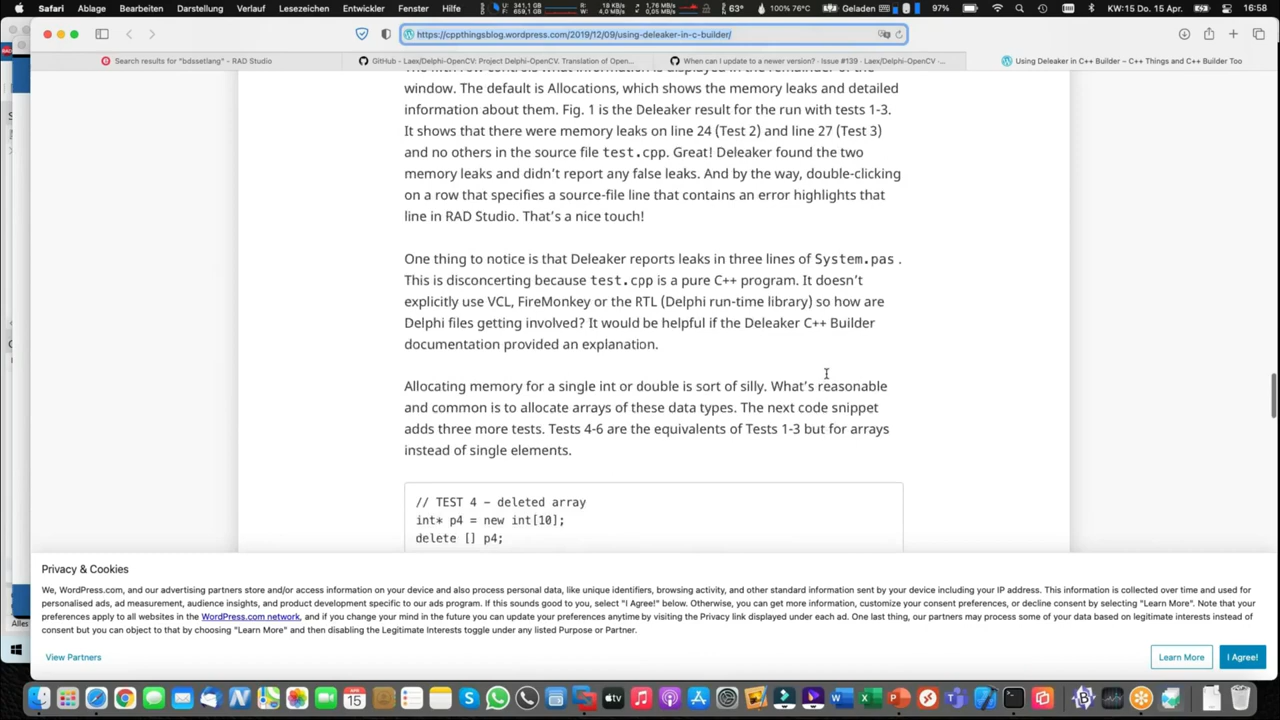 Safari Ablage Bearbeiten Darstellung Verlauf Lesezeichen Entwickler Fenster Hilfe
63° 100% 76°C Geladen 97% KW:15 Do. 15 Apr. 16:58
https://cppthingsblog.wordpress.com/2019/12/09/using-deleaker-in-c-builder/
Search results for "bdssetlang" - RAD Studio
GitHub - Laex/Delphi-OpenCV: Project Delphi-OpenCV. Translation of Open...
When can I update to a newer version? · Issue #139 · Laex/Delphi-OpenCV -...
Using Deleaker in C++ Builder – C++ Things and C++ Builder Too
window. The default is Allocations, which shows the memory leaks and detailed
information about them. Fig. 1 is the Deleaker result for the run with tests 1-3.
It shows that there were memory leaks on line 24 (Test 2) and line 27 (Test 3)
and no others in the source file test.cpp. Great! Deleaker found the two
memory leaks and didn't report any false leaks. And by the way, double-clicking
on a row that specifies a source-file line that contains an error highlights that
line in RAD Studio. That's a nice touch!
One thing to notice is that Deleaker reports leaks in three lines of System.pas .
This is disconcerting because test.cpp is a pure C++ program. It doesn't
explicitly use VCL, FireMonkey or the RTL (Delphi run-time library) so how are
Delphi files getting involved? It would be helpful if the Deleaker C++ Builder
documentation provided an explanation.
Allocating memory for a single int or double is sort of silly. What's reasonable
and common is to allocate arrays of these data types. The next code snippet
adds three more tests. Tests 4-6 are the equivalents of Tests 1-3 but for arrays
instead of single elements.
// TEST 4 – deleted array
int* p4 = new int[10];
delete [] p4;
Privacy & Cookies
We, WordPress.com, and our advertising partners store and/or access information on your device and also process personal data, like unique identifiers, browsing activity, and other standard information sent by your device including your IP address. This information is collected over time and used for
personalised ads, ad measurement, audience insights, and product development specific to our ads program. If this sounds good to you, select "I Agree!" below. Otherwise, you can get more information, customize your consent preferences, or decline consent by selecting "Learn More". Note that your
preferences apply to all websites in the WordPress.com network, and if you change your mind in the future you can update your preferences anytime by visiting the Privacy link displayed under each ad. One last thing, our partners may process some of your data based on legitimate interests instead of
consent but you can object to that by choosing "Learn More" and then disabling the Legitimate Interests toggle under any listed Purpose or Partner.
View Partners
Learn More
I Agree!